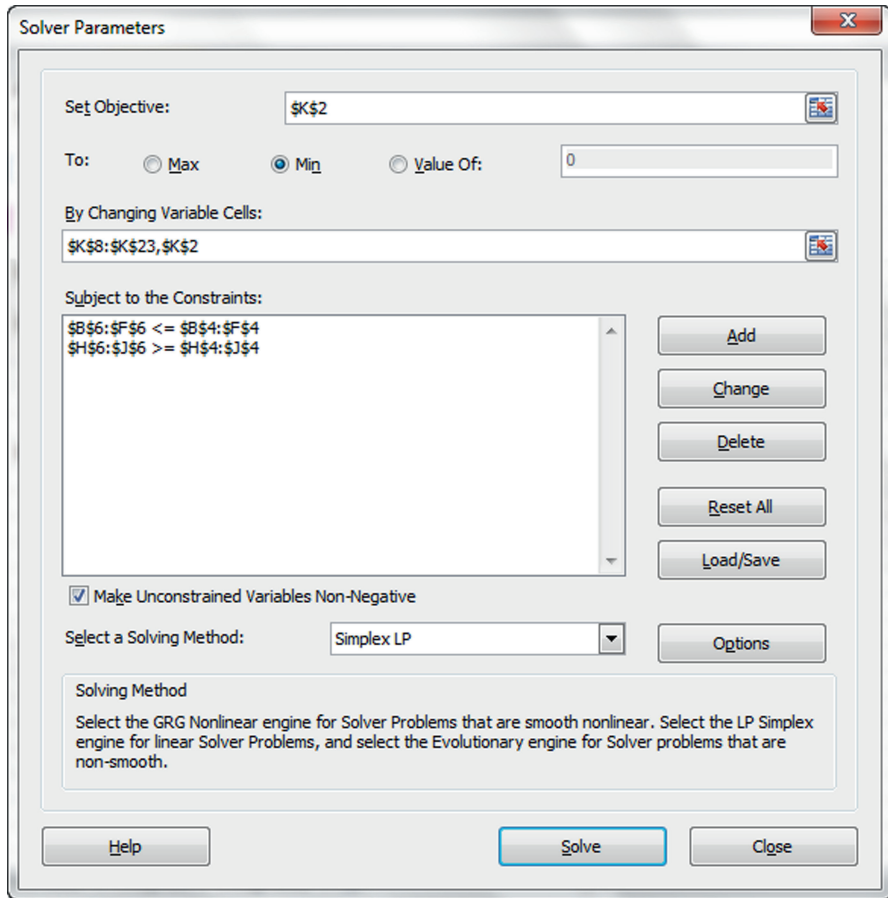 Solver Parameters
Set Objective: $K$2
To: Max Min Value Of: 0
By Changing Variable Cells:
$K$8:$K$23,$K$2
Subject to the Constraints:
$B$6:$F$6 <= $B$4:$F$4
$H$6:$J$6 >= $H$4:$J$4
Add
Change
Delete
Reset All
Load/Save
Make Unconstrained Variables Non-Negative
Select a Solving Method: Simplex LP Options
Solving Method
Select the GRG Nonlinear engine for Solver Problems that are smooth nonlinear. Select the LP Simplex
engine for linear Solver Problems, and select the Evolutionary engine for Solver problems that are
non-smooth.
Help Solve Close